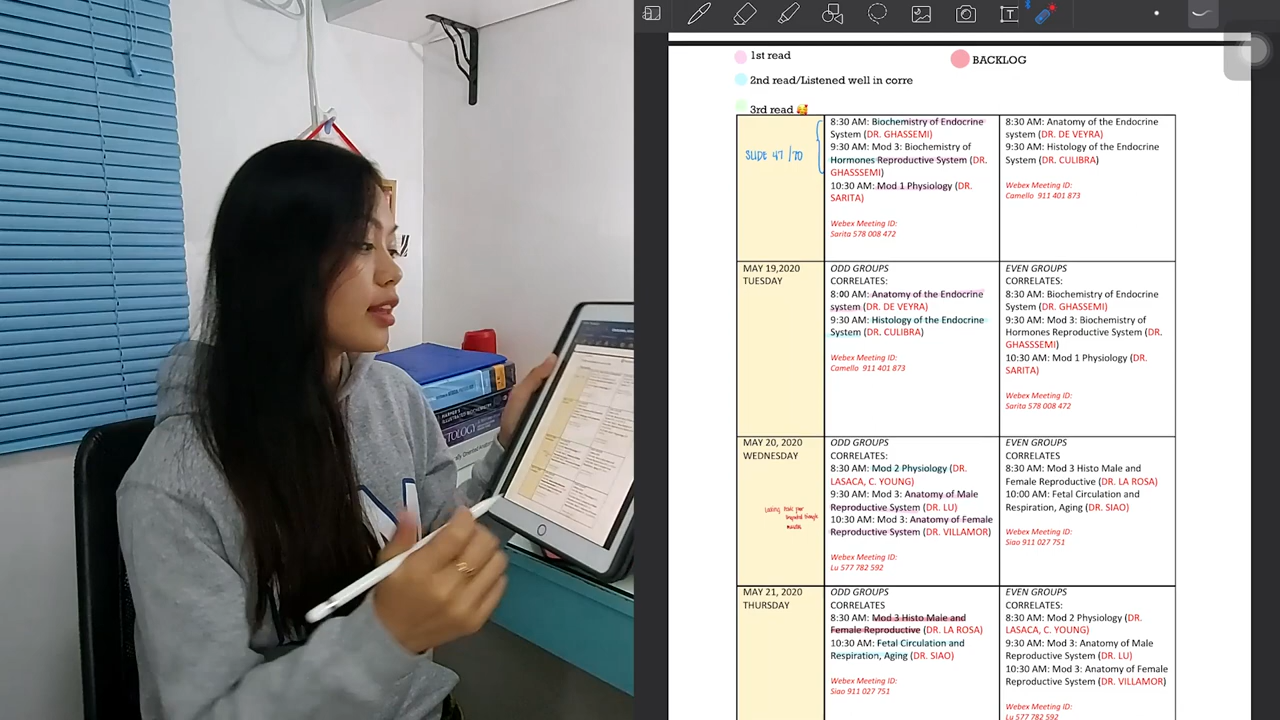 1st read
BACKLOG
2nd read/Listened well in corre
3rd read 🥰
SLIDE 47/70
8:30 AM: Biochemistry of Endocrine
System (DR. GHASSEMI)
9:30 AM: Mod 3: Biochemistry of
Hormones Reproductive System (DR.
GHASSSEMI)
10:30 AM: Mod 1 Physiology (DR.
SARITA)
Webex Meeting ID:
Sarita 578 008 472
8:30 AM: Anatomy of the Endocrine
system (DR. DE VEYRA)
9:30 AM: Histology of the Endocrine
System (DR. CULIBRA)
Webex Meeting ID:
Camello 911 401 873
MAY 19,2020
TUESDAY
ODD GROUPS
CORRELATES:
8:00 AM: Anatomy of the Endocrine
system (DR. DE VEYRA)
9:30 AM: Histology of the Endocrine
System (DR. CULIBRA)
Webex Meeting ID:
Camello 911 401 873
EVEN GROUPS
CORRELATES:
8:30 AM: Biochemistry of Endocrine
System (DR. GHASSEMI)
9:30 AM: Mod 3: Biochemistry of
Hormones Reproductive System (DR.
GHASSSEMI)
10:30 AM: Mod 1 Physiology (DR.
SARITA)
Webex Meeting ID:
Sarita 578 008 472
MAY 20, 2020
WEDNESDAY
ODD GROUPS
CORRELATES:
8:30 AM: Mod 2 Physiology (DR.
LASACA, C. YOUNG)
9:30 AM: Mod 3: Anatomy of Male
Reproductive System (DR. LU)
10:30 AM: Mod 3: Anatomy of Female
Reproductive System (DR. VILLAMOR)
Webex Meeting ID:
Lu 577 782 592
EVEN GROUPS
CORRELATES
8:30 AM: Mod 3 Histo Male and
Female Reproductive (DR. LA ROSA)
10:00 AM: Fetal Circulation and
Respiration, Aging (DR. SIAO)
Webex Meeting ID:
Siao 911 027 751
MAY 21, 2020
THURSDAY
ODD GROUPS
CORRELATES
8:30 AM: Mod 3 Histo Male and
Female Reproductive (DR. LA ROSA)
10:30 AM: Fetal Circulation and
Respiration, Aging (DR. SIAO)
Webex Meeting ID:
Siao 911 027 751
EVEN GROUPS
CORRELATES:
8:30 AM: Mod 2 Physiology (DR.
LASACA, C. YOUNG)
9:30 AM: Mod 3: Anatomy of Male
Reproductive System (DR. LU)
10:30 AM: Mod 3: Anatomy of Female
Reproductive System (DR. VILLAMOR)
Webex Meeting ID:
Lu 577 782 592
HARPER'S
ILLUSTRATED BIOCHEMISTRY